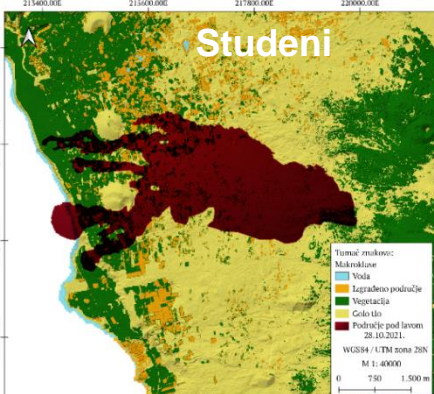 213400.00E 215600.00E 217800.00E 220000.00E
Studeni
Tumač znakova:
Makroklase
Voda
Izgrađeno područje
Vegetacija
Golo tlo
Područje pod lavom
28.10.2021.
WGS84 / UTM zona 28N
M 1: 40000
0 750 1.500 m